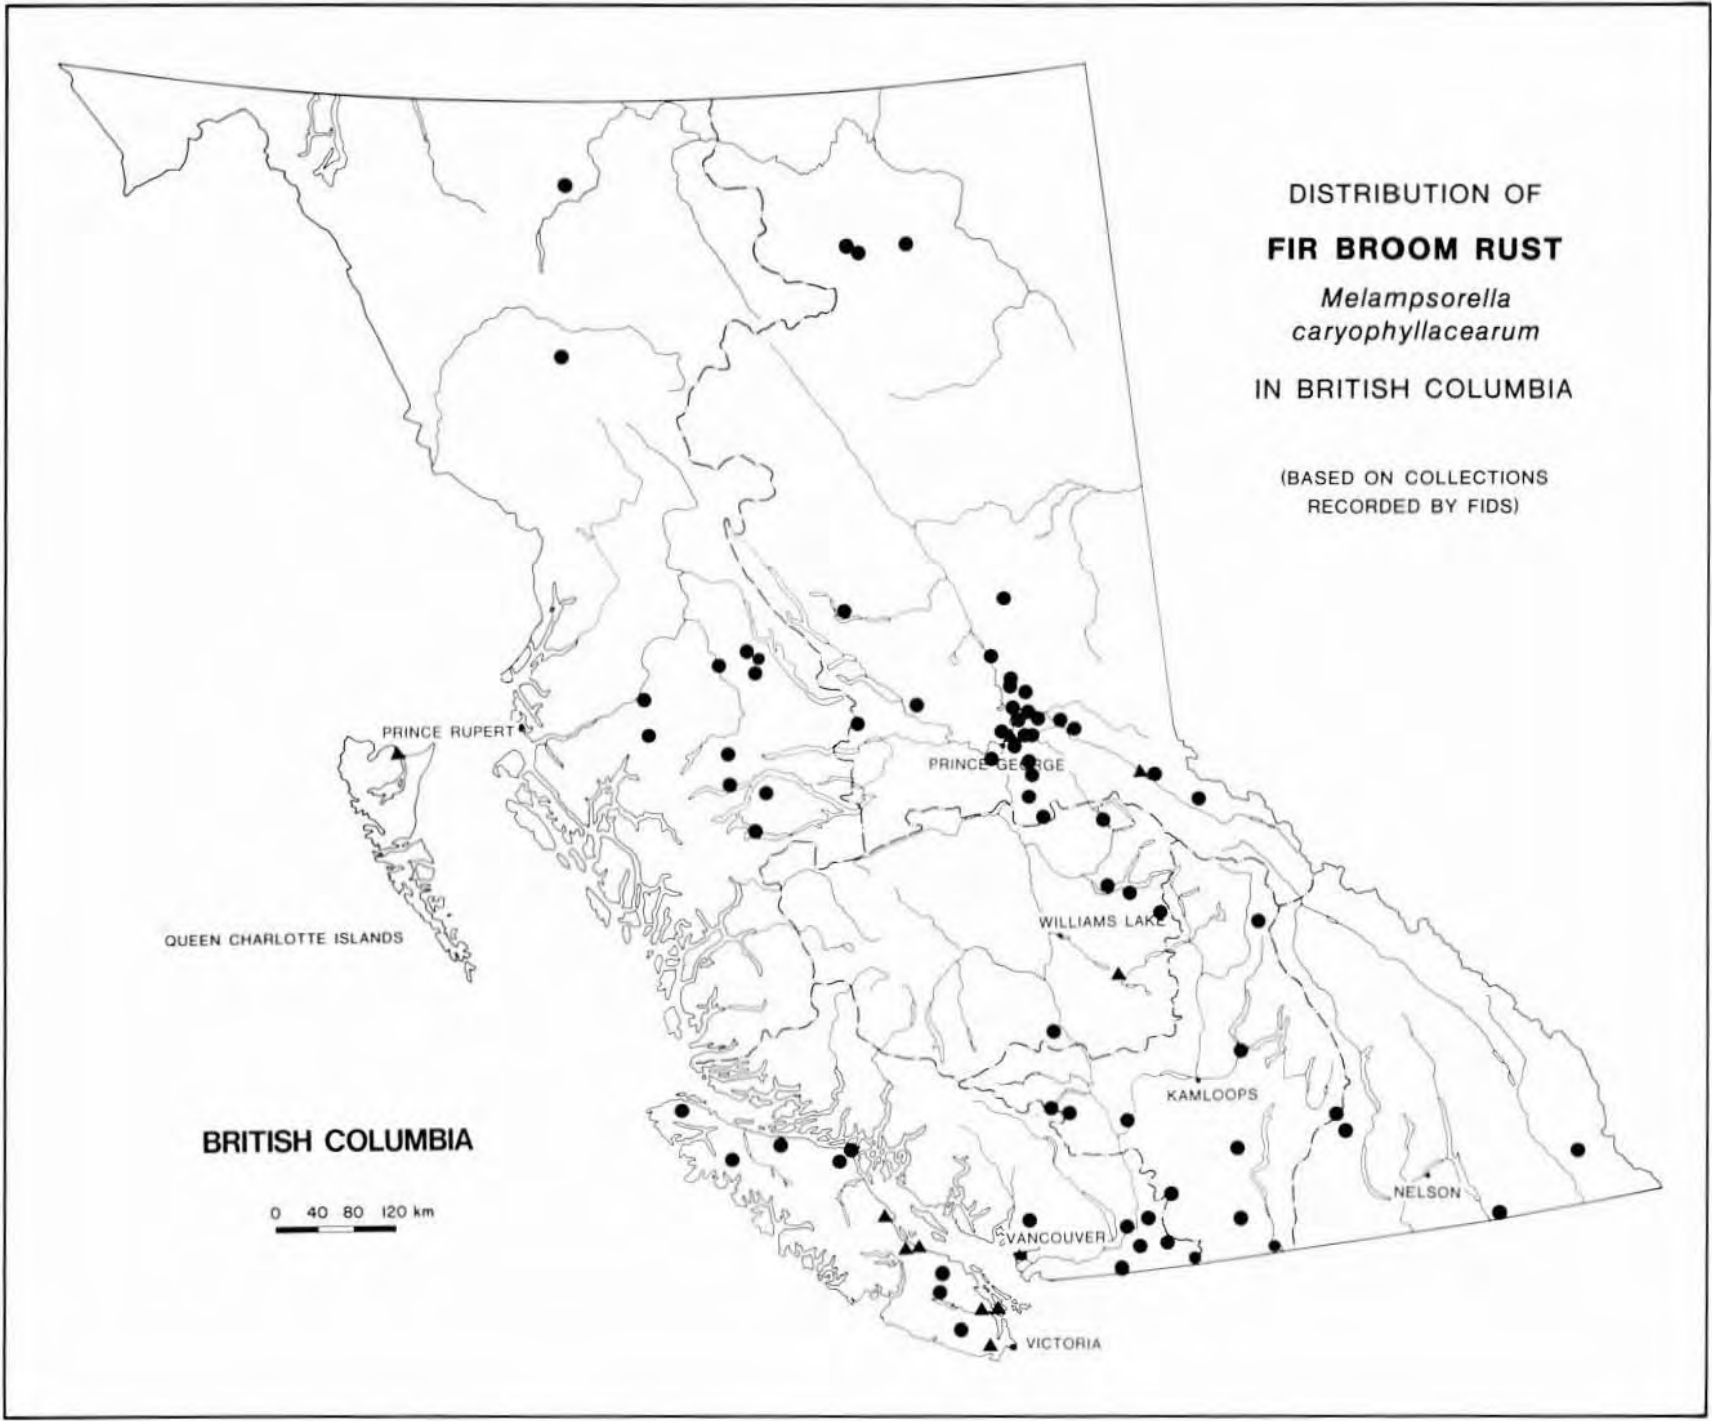 DISTRIBUTION OF
FIR BROOM RUST
Melampsorella
caryophyllacearum
IN BRITISH COLUMBIA
(BASED ON COLLECTIONS
RECORDED BY FIDS)
PRINCE RUPERT
PRINCE GEORGE
QUEEN CHARLOTTE ISLANDS
WILLIAMS LAKE
KAMLOOPS
BRITISH COLUMBIA
NELSON
0 40 80 120 km
VANCOUVER
VICTORIA